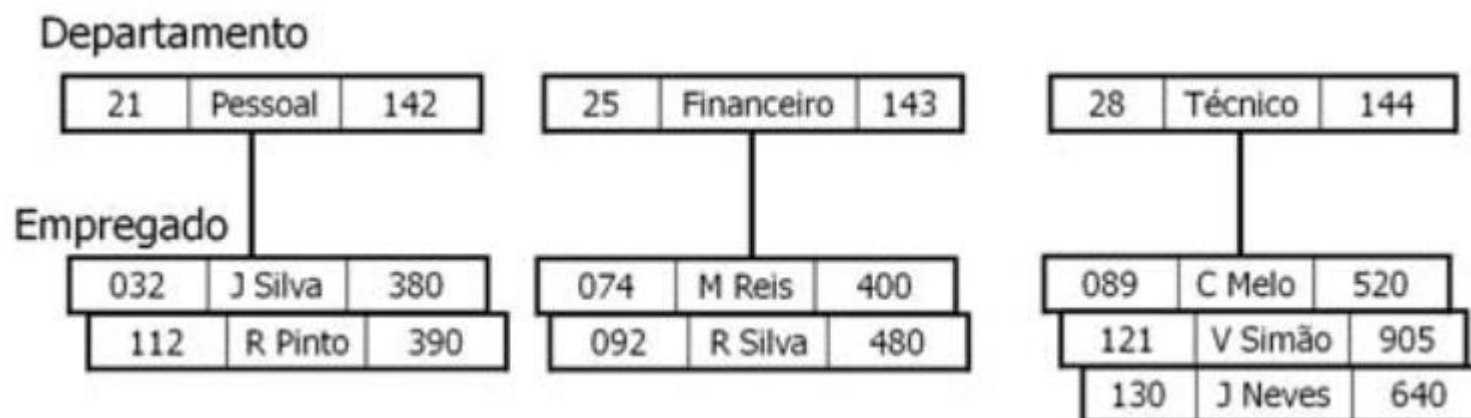 Departamento
21 Pessoal 142 25 Financeiro 143 28 Técnico 144
Empregado
032 J Silva 380 074 M Reis 400 089 C Melo 520
112 R Pinto 390 092 R Silva 480 121 V Simão 905
130 J Neves 640